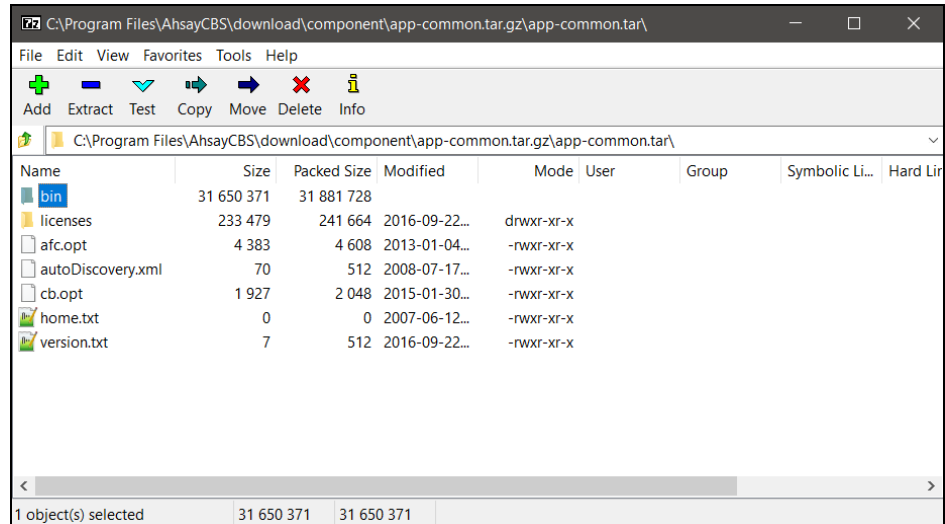 C:\Program Files\AhsayCBS\download\component\app-common.tar.gz\app-common.tar\
File Edit View Favorites Tools Help
Add Extract Test Copy Move Delete Info
C:\Program Files\AhsayCBS\download\component\app-common.tar.gz\app-common.tar\
Name Size Packed Size Modified Mode User Group Symbolic Li... Hard Lir
bin 31 650 371 31 881 728
licenses 233 479 241 664 2016-09-22... drwxr-xr-x
afc.opt 4 383 4 608 2013-01-04... -rwxr-xr-x
autoDiscovery.xml 70 512 2008-07-17... -rwxr-xr-x
cb.opt 1 927 2 048 2015-01-30... -rwxr-xr-x
home.txt 0 0 2007-06-12... -rwxr-xr-x
version.txt 7 512 2016-09-22... -rwxr-xr-x
1 object(s) selected 31 650 371 31 650 371